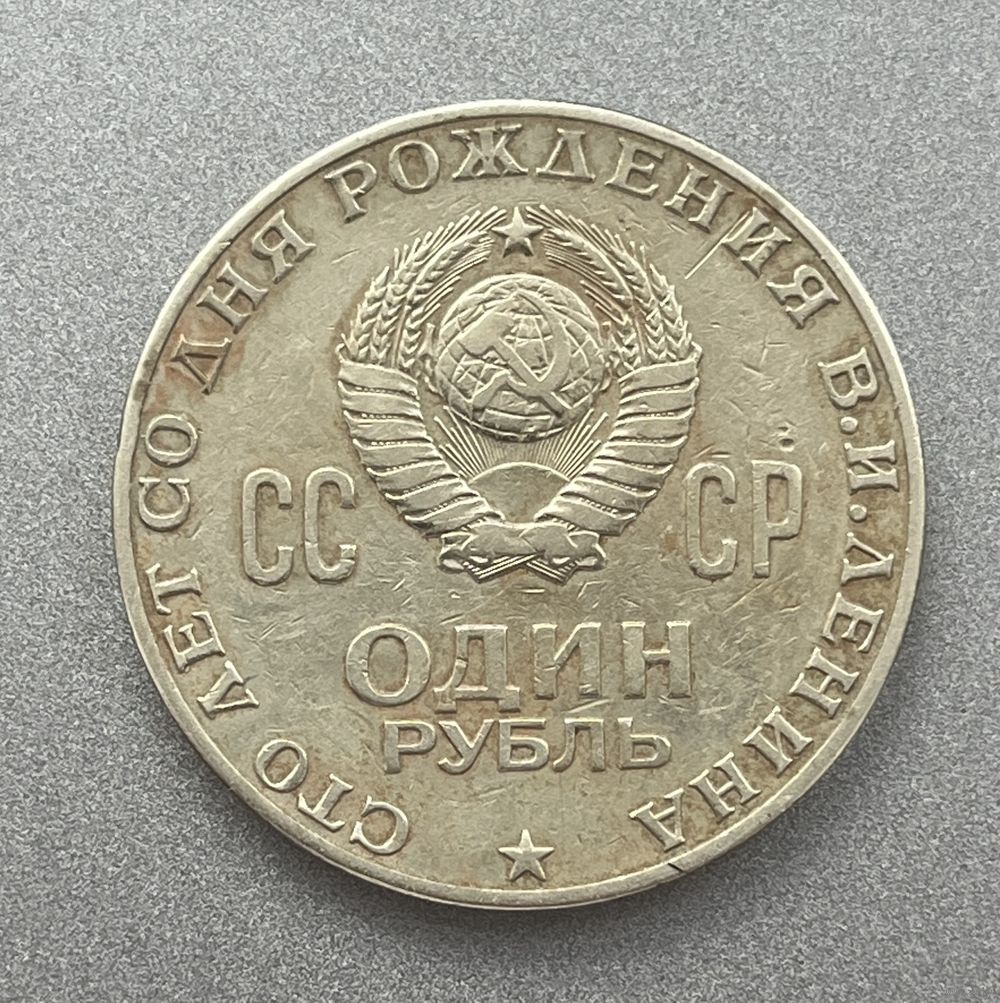 СТО ЛЕТ СО ДНЯ РОЖДЕНИЯ В.И.ЛЕНИНА
СС СР
ОДИН
РУБЛЬ